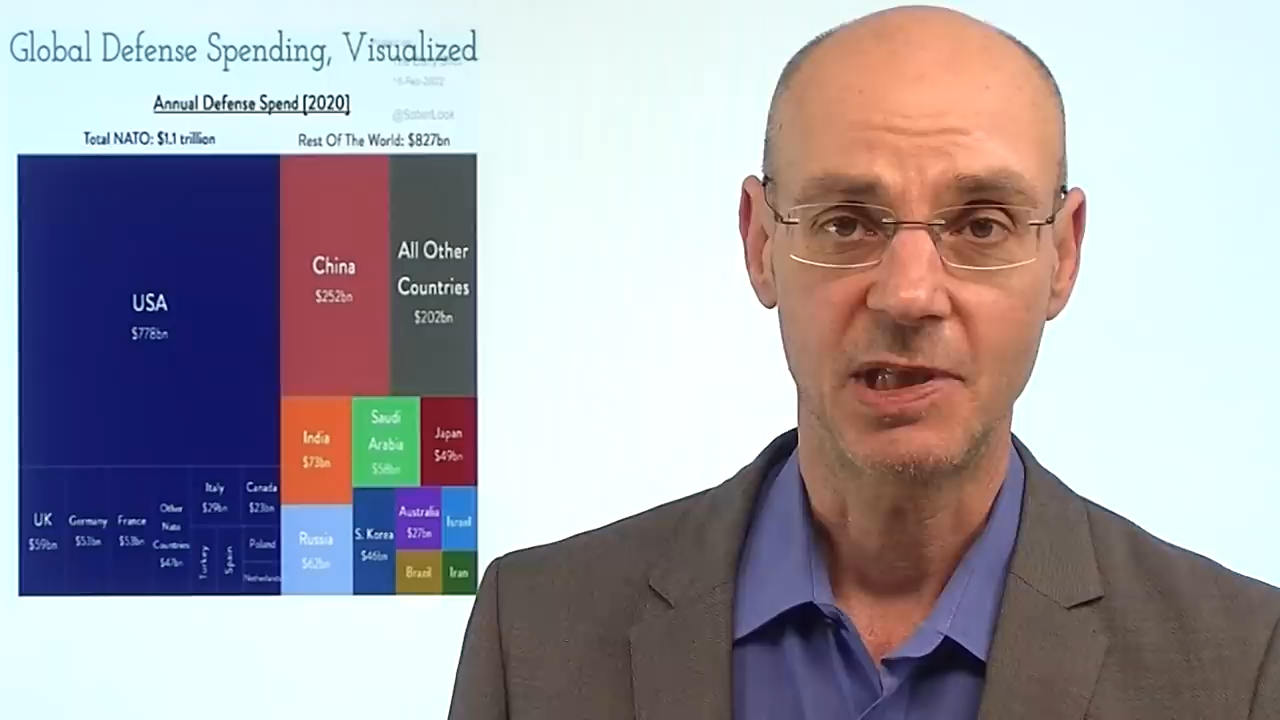 Global Defense Spending, Visualized
The Daily Shot
@SoberLook
Annual Defense Spend [2020]
Total NATO: $1.1 trillion
Rest Of The World: $827bn
USA
$778bn
China
$252bn
All Other
Countries
$202bn
India
$73bn
Saudi
Arabia
$58bn
Japan
$49bn
UK
$59bn
Germany
$53bn
France
$53bn
Other
Nato
Countries
$47bn
Italy
$29bn
Canada
$23bn
Turkey
Spain
Poland
Netherlands
Russia
$62bn
S. Korea
$46bn
Australia
$27bn
Israel
Brazil
Iran